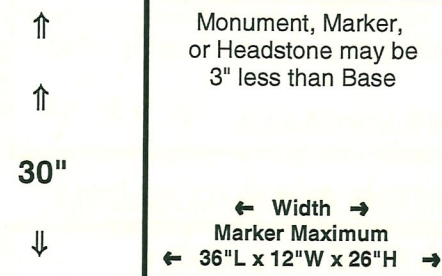 ⇑
⇑
30"
⇓
Monument, Marker,
or Headstone may be
3" less than Base
← Width →
Marker Maximum
← 36"L x 12"W x 26"H →